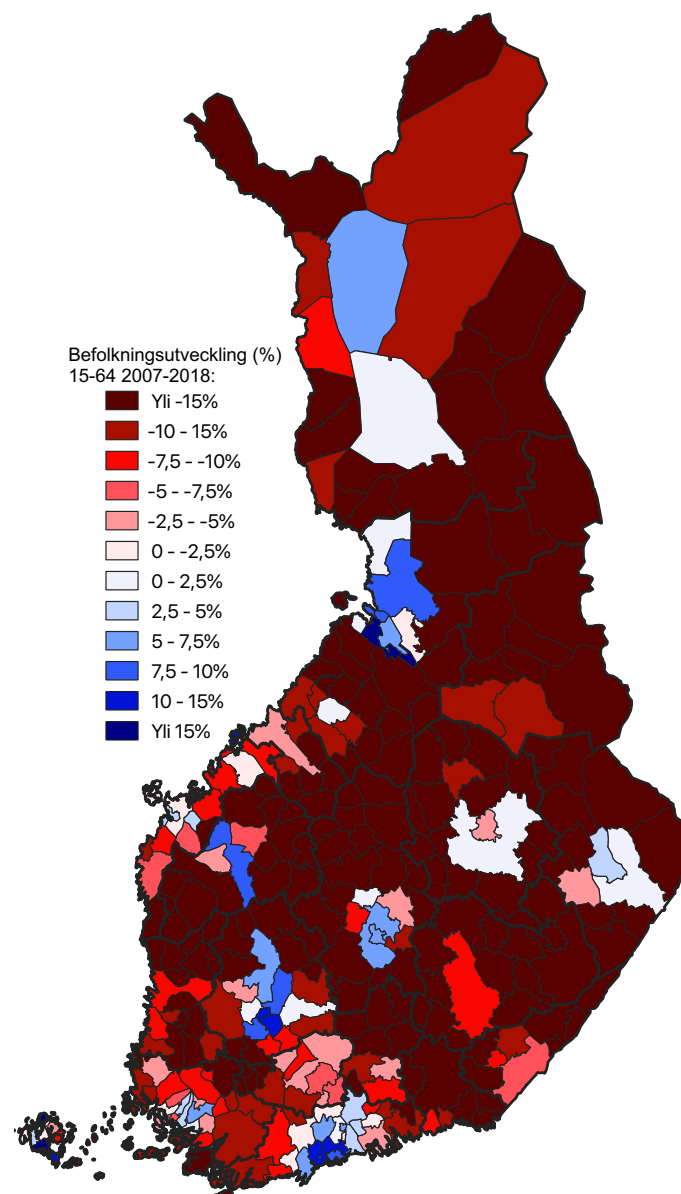 Befolkningsutveckling (%)
15-64 2007-2018:
Yli -15%
-10 - 15%
-7,5 - -10%
-5 - -7,5%
-2,5 - -5%
0 - -2,5%
0 - 2,5%
2,5 - 5%
5 - 7,5%
7,5 - 10%
10 - 15%
Yli 15%